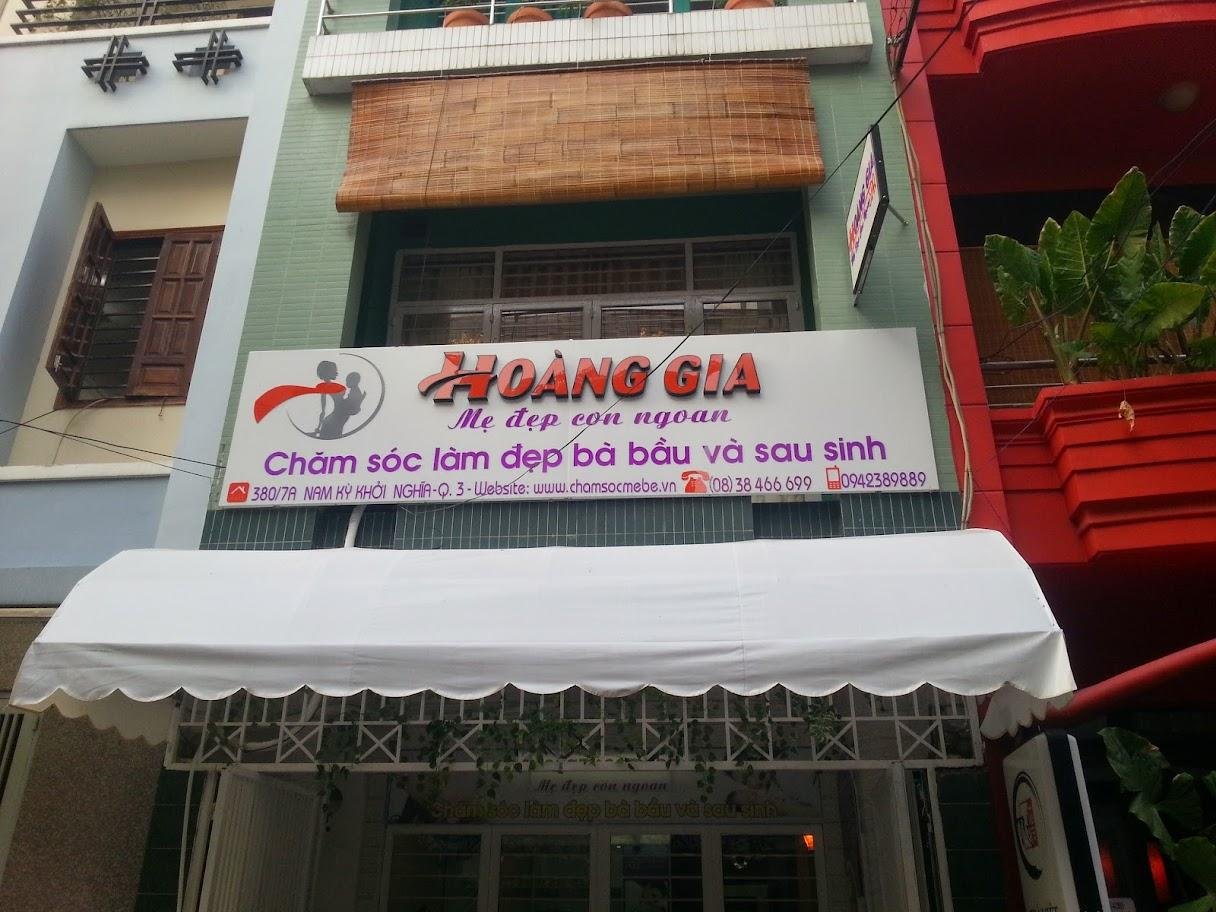 HOÀNG GIA
HOÀNG GIA
Mẹ đẹp con ngoan
Chăm sóc làm đẹp bà bầu và sau sinh
380/7A NAM KỲ KHỞI NGHĨA-Q. 3 - Website: www.chamsocmebe.vn (08) 38 466 699 0942389889
Mẹ đẹp con ngoan
Chăm sóc làm đẹp bà bầu và sau sinh